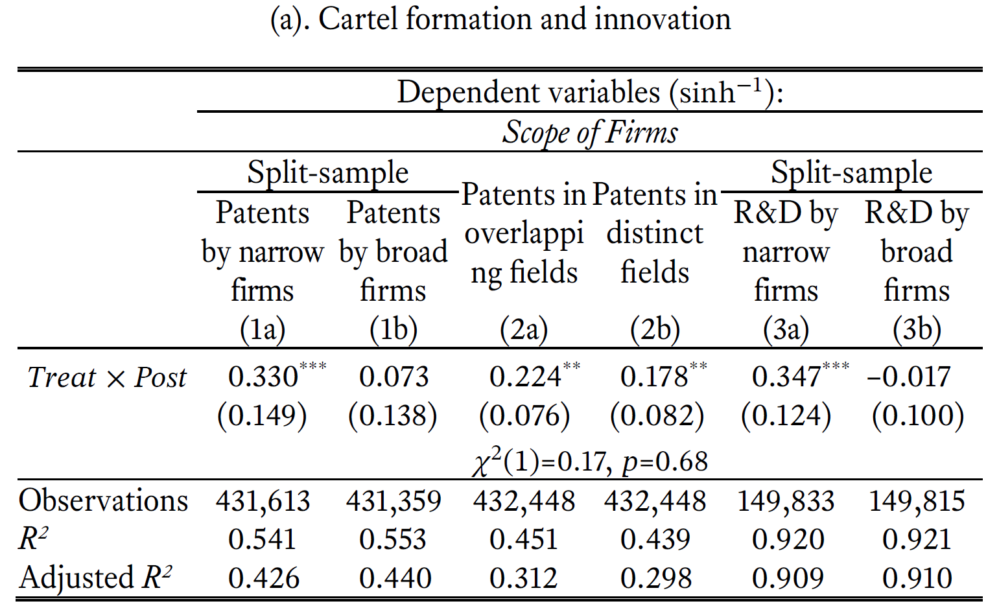 (a). Cartel formation and innovation
Dependent variables (sinh⁻¹):
Scope of Firms
Split-sample Split-sample
Patents by narrow firms (1a) Patents by broad firms (1b) Patents in overlappi ng fields (2a) Patents in distinct fields (2b) R&D by narrow firms (3a) R&D by broad firms (3b)
Treat × Post 0.330*** 0.073 0.224** 0.178** 0.347*** –0.017
(0.149) (0.138) (0.076) (0.082) (0.124) (0.100)
χ²(1)=0.17, p=0.68
Observations 431,613 431,359 432,448 432,448 149,833 149,815
R² 0.541 0.553 0.451 0.439 0.920 0.921
Adjusted R² 0.426 0.440 0.312 0.298 0.909 0.910